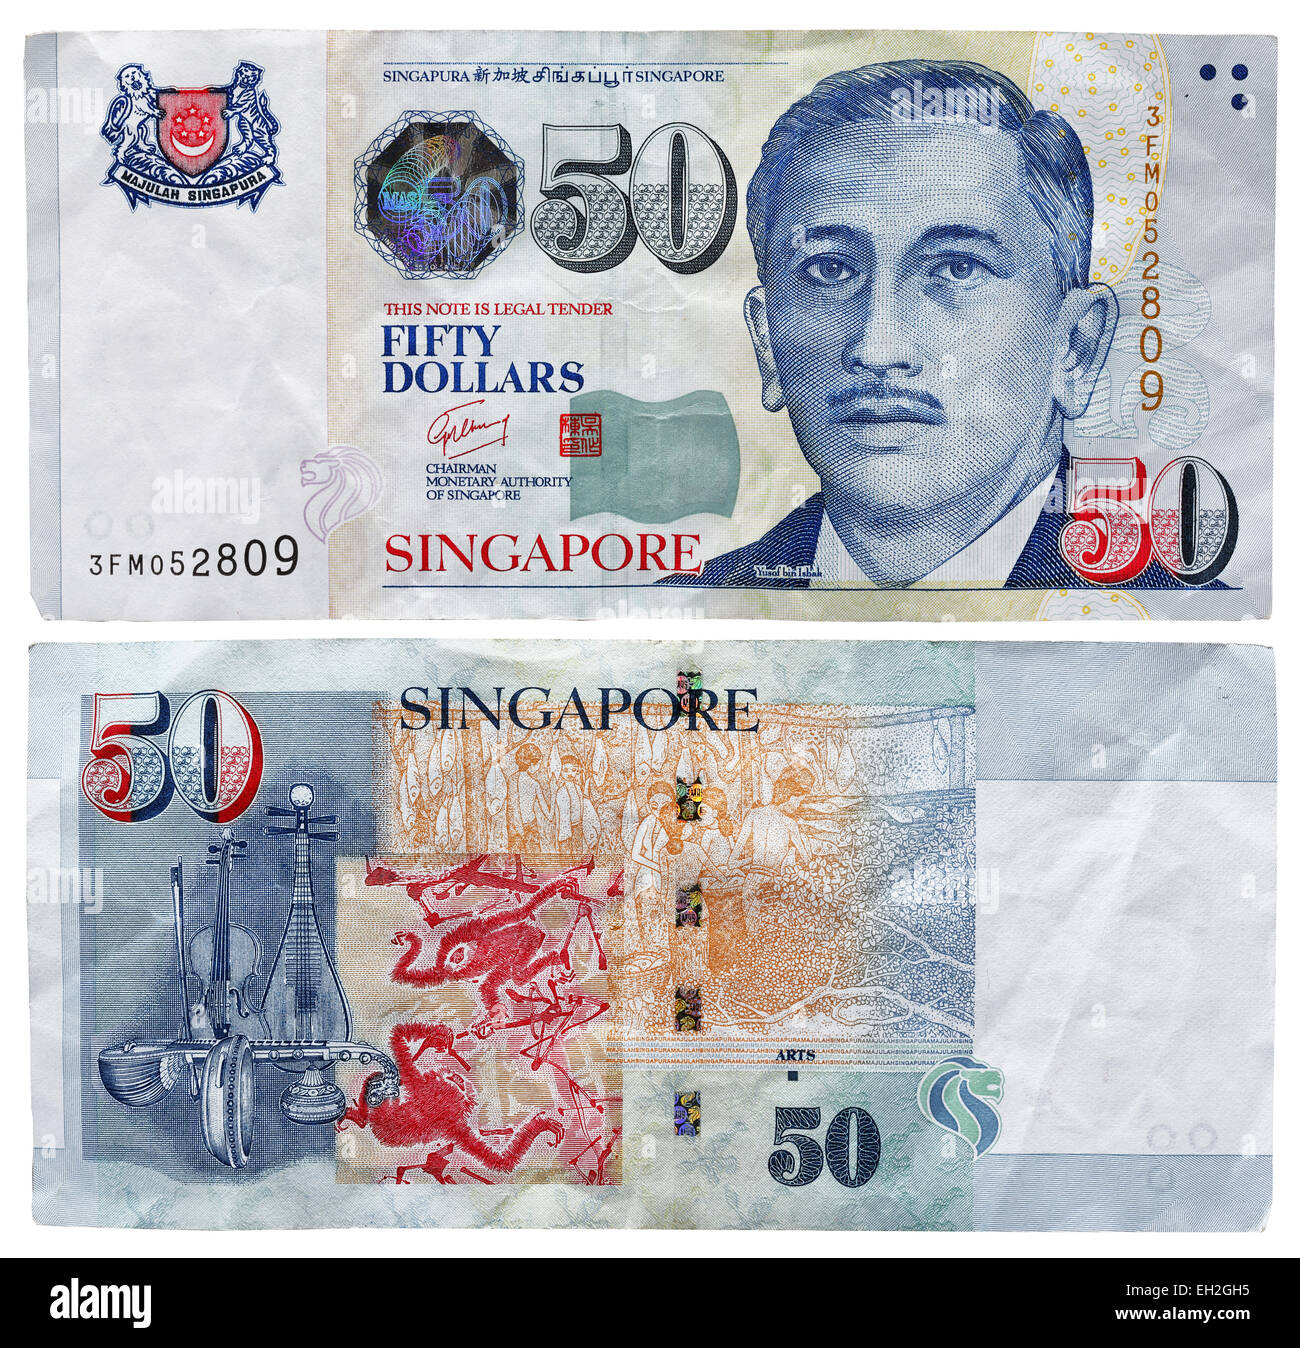 SINGAPURA 新加坡 சிங்கப்பூர் SINGAPORE
MAJULAH SINGAPURA
MAS
50
THIS NOTE IS LEGAL TENDER
FIFTY
DOLLARS
CHAIRMAN
MONETARY AUTHORITY
OF SINGAPORE
SINGAPORE
3FM052809
3FM052809
Yusof bin Ishak
50
50
SINGAPORE
ARTS
50
alamy
www.alamy.com
alamy stock photo
EH2GH5